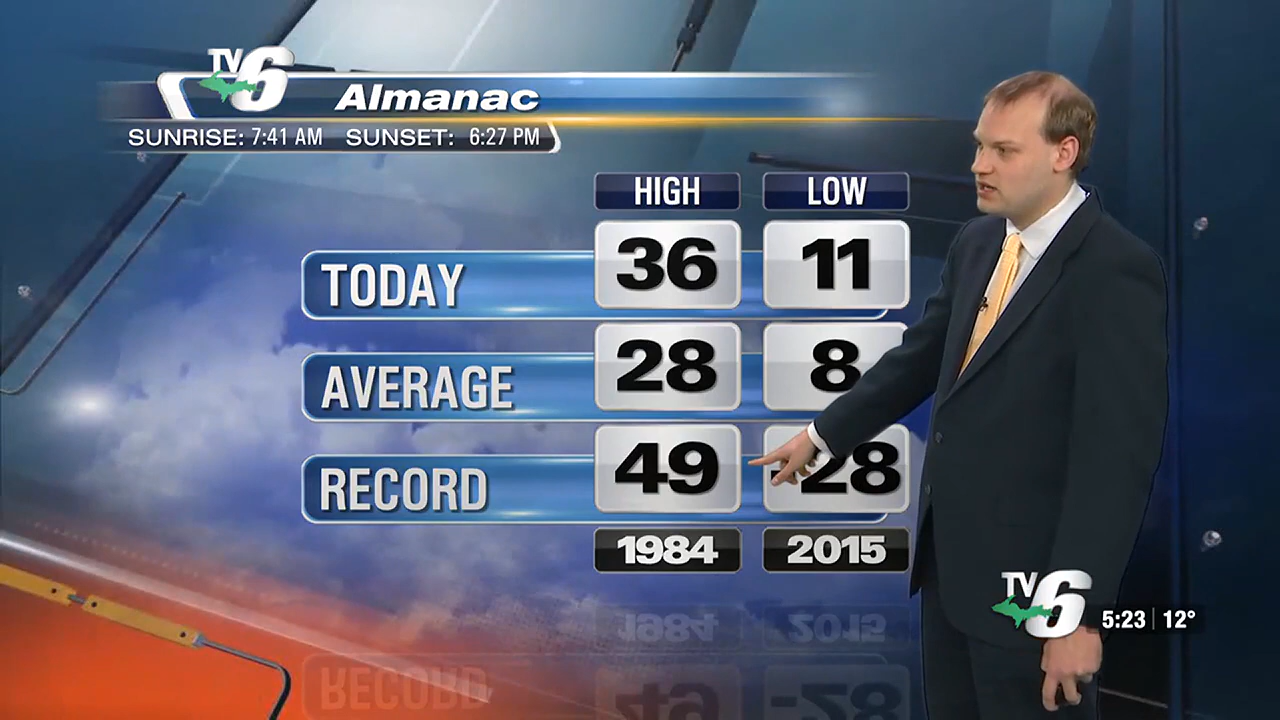 TV6
Almanac
SUNRISE: 7:41 AM SUNSET: 6:27 PM
HIGH LOW
TODAY 36 11
AVERAGE 28 8
RECORD 49 -28
1984 2015
TV6 5:23 12°